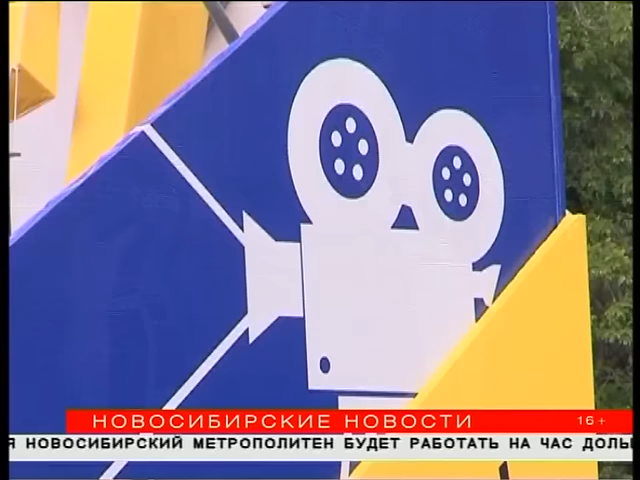 НОВОСИБИРСКИЕ НОВОСТИ 16+
НОВОСИБИРСКИЙ МЕТРОПОЛИТЕН БУДЕТ РАБОТАТЬ НА ЧАС